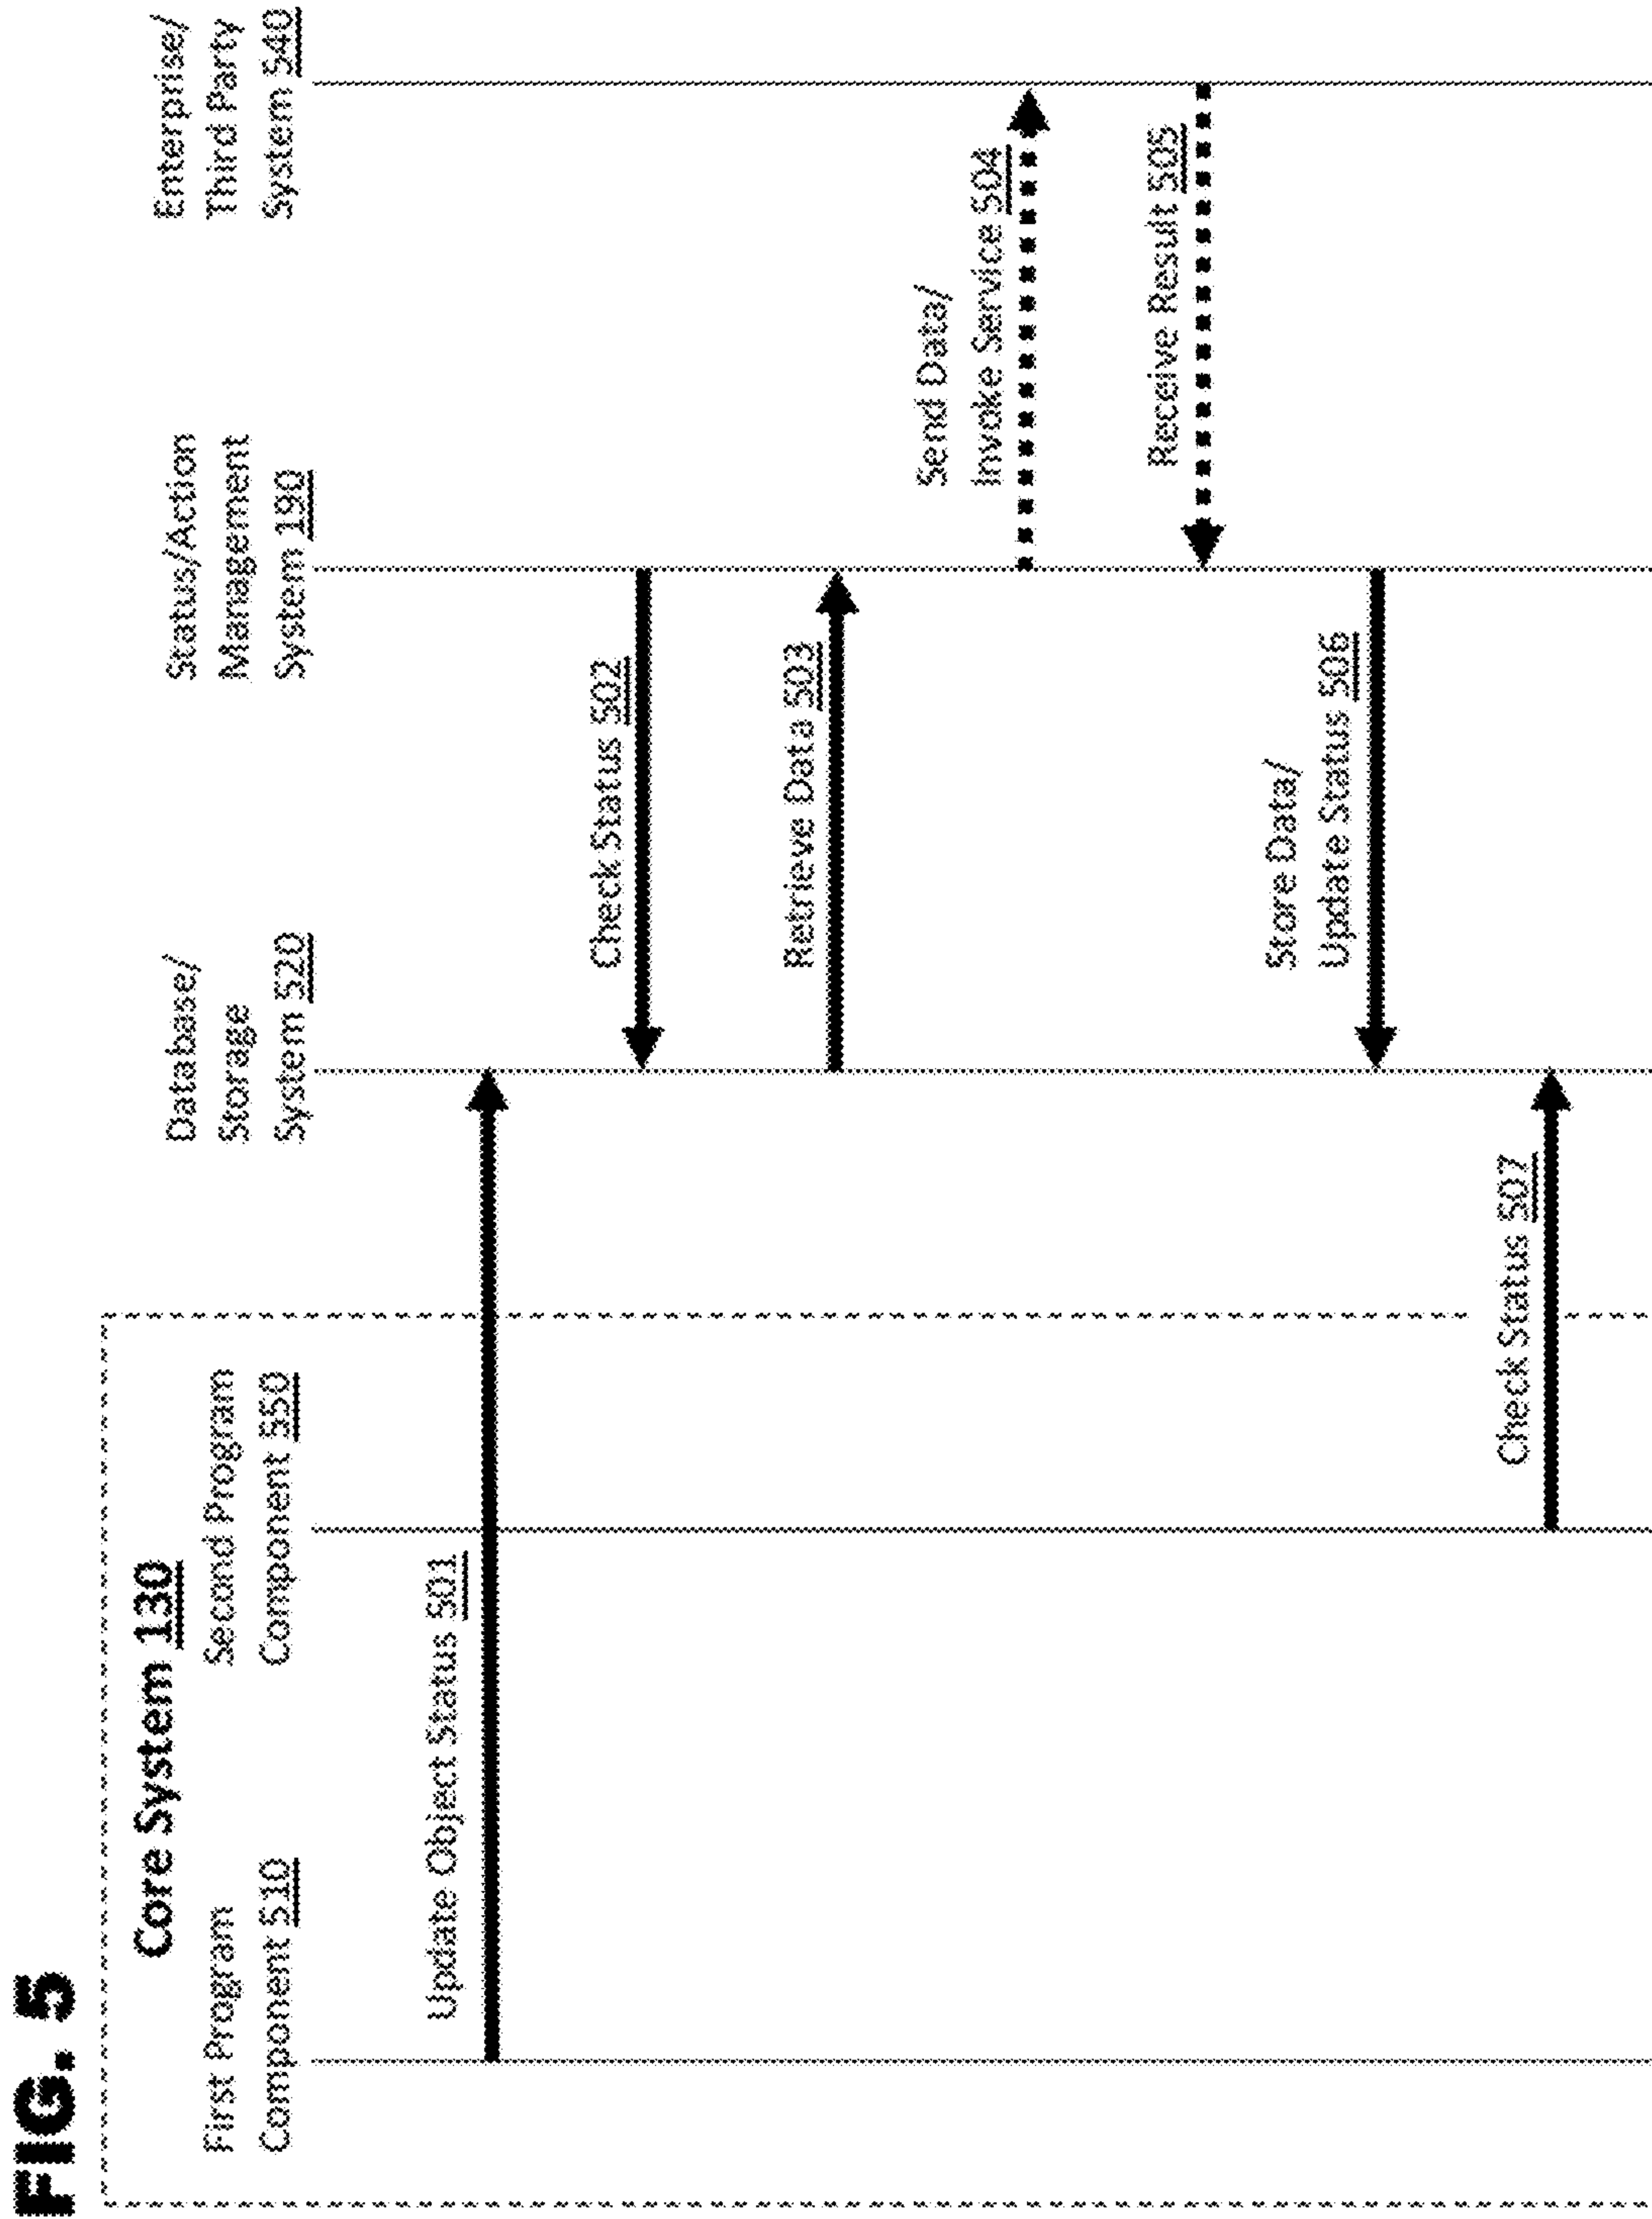 FIG. 5
Core System 130
First Program
Component 510
Second Program
Component 550
Database/
Storage
System 520
Status/Action
Management
System 190
Enterprise/
Third Party
System 540
Update Object Status 501
Check Status 502
Retrieve Data 503
Send Data/
Invoke Service 504
Receive Result 505
Store Data/
Update Status 506
Check Status 507